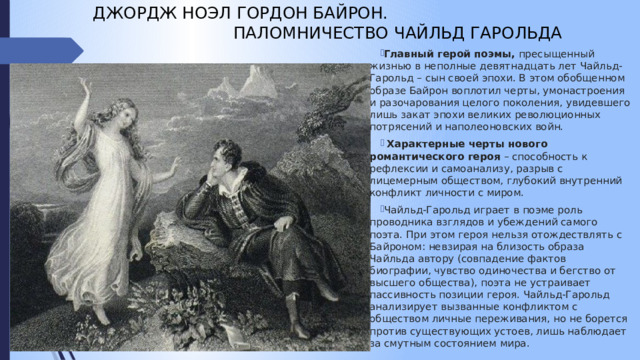 ДЖОРДЖ НОЭЛ ГОРДОН БАЙРОН.
ПАЛОМНИЧЕСТВО ЧАЙЛЬД ГАРОЛЬДА
Главный герой поэмы, пресыщенный
жизнью в неполные девятнадцать лет Чайльд-
Гарольд – сын своей эпохи. В этом обобщенном
образе Байрон воплотил черты, умонастроения
и разочарования целого поколения, увидевшего
лишь закат эпохи великих революционных
потрясений и наполеоновских войн.
Характерные черты нового
романтического героя – способность к
рефлексии и самоанализу, разрыв с
лицемерным обществом, глубокий внутренний
конфликт личности с миром.
Чайльд-Гарольд играет в поэме роль
проводника взглядов и убеждений самого
поэта. При этом героя нельзя отождествлять с
Байроном: невзирая на близость образа
Чайльда автору (совпадение фактов
биографии, чувство одиночества и бегство от
высшего общества), поэта не устраивает
пассивность позиции героя. Чайльд-Гарольд
анализирует вызванные конфликтом с
обществом личные переживания, но не борется
против существующих устоев, лишь наблюдает
за смутным состоянием мира.